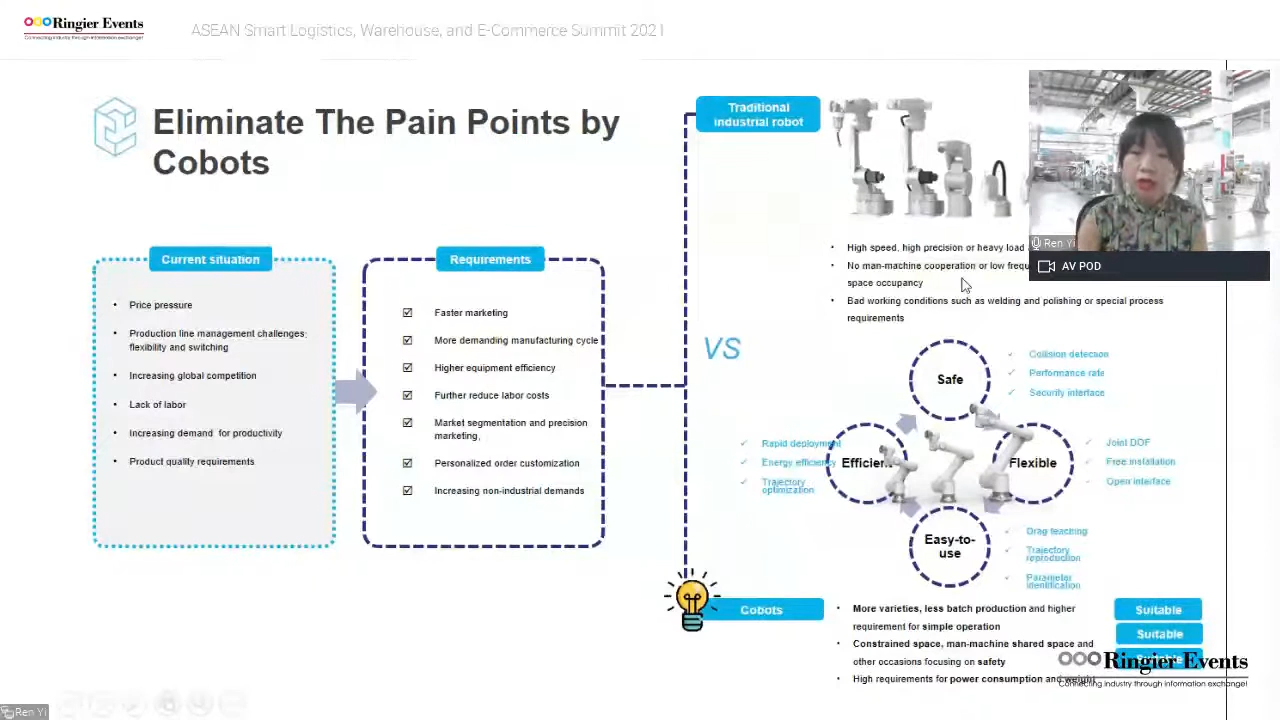 Ringier Events
Connecting industry through information exchange!
ASEAN Smart Logistics, Warehouse, and E-Commerce Summit 2021
Eliminate The Pain Points by
Cobots
Current situation
• Price pressure
• Production line management challenges:
flexibility and switching
• Increasing global competition
• Lack of labor
• Increasing demand for productivity
• Product quality requirements
Requirements
Faster marketing
More demanding manufacturing cycle
Higher equipment efficiency
Further reduce labor costs
Market segmentation and precision
marketing,
Personalized order customization
Increasing non-industrial demands
VS
Traditional
industrial robot
• High speed, high precision or heavy load
• No man-machine cooperation or low
space occupancy
• Bad working conditions such as welding and polishing or special process
requirements
Ren Yi
AV POD
Safe
Collision detection
Performance rate
Security interface
Rapid deployment
Energy efficiency
Trajectory
optimization
Efficient
Flexible
Joint DOF
Free installation
Open interface
Easy-to-
use
Drag teaching
Trajectory
reproduction
Parameter
identification
Cobots
• More varieties, less batch production and higher
requirement for simple operation
• Constrained space, man-machine shared space and
other occasions focusing on safety
• High requirements for power consumption and weight
Suitable
Suitable
Suitable
Ringier Events
Connecting industry through information exchange!
Ren Yi